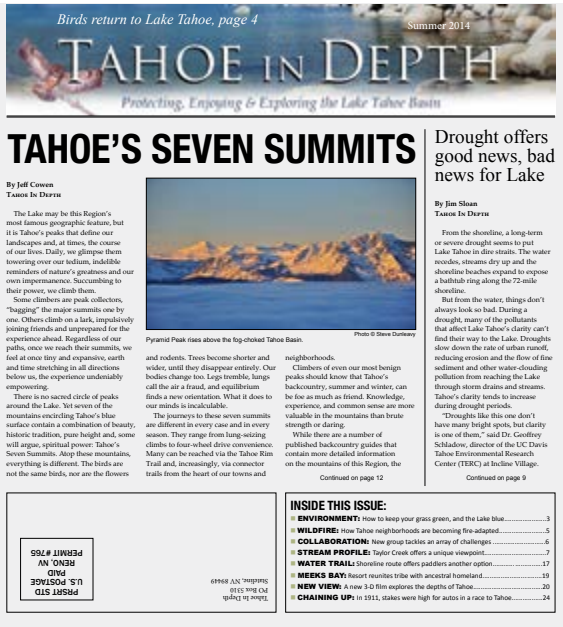 Birds return to Lake Tahoe, page 4
Summer 2014
TAHOE IN DEPTH
Protecting, Enjoying & Exploring the Lake Tahoe Basin
TAHOE'S SEVEN SUMMITS
By Jeff Cowen
TAHOE IN DEPTH
The Lake may be this Region's
most famous geographic feature, but
it is Tahoe's peaks that define our
landscapes and, at times, the course
of our lives. Daily, we glimpse them
towering over our tedium, indelible
reminders of nature's greatness and our
own impermanence. Succumbing to
their power, we climb them.
Some climbers are peak collectors,
"bagging" the major summits one by
one. Others climb on a lark, impulsively
joining friends and unprepared for the
experience ahead. Regardless of our
paths, once we reach their summits, we
feel at once tiny and expansive, earth
and time stretching in all directions
below us, the experience undeniably
empowering.
There is no sacred circle of peaks
around the Lake. Yet seven of the
mountains encircling Tahoe's blue
surface contain a combination of beauty,
historic tradition, pure height and, some
will argue, spiritual power: Tahoe's
Seven Summits. Atop these mountains,
everything is different. The birds are
not the same birds, nor are the flowers
Photo © Steve Dunleavy
Pyramid Peak rises above the fog-choked Tahoe Basin.
and rodents. Trees become shorter and
wider, until they disappear entirely. Our
bodies change too. Legs tremble, lungs
call the air a fraud, and equilibrium
finds a new orientation. What it does to
our minds is incalculable.
The journeys to these seven summits
are different in every case and in every
season. They range from lung-seizing
climbs to four-wheel drive convenience.
Many can be reached via the Tahoe Rim
Trail and, increasingly, via connector
trails from the heart of our towns and
neighborhoods.
Climbers of even our most benign
peaks should know that Tahoe's
backcountry, summer and winter, can
be foe as much as friend. Knowledge,
experience, and common sense are more
valuable in the mountains than brute
strength or daring.
While there are a number of
published backcountry guides that
contain more detailed information
on the mountains of this Region, the
Continued on page 12
Drought offers
good news, bad
news for Lake
By Jim Sloan
TAHOE IN DEPTH
From the shoreline, a long-term
or severe drought seems to put
Lake Tahoe in dire straits. The water
recedes, streams dry up and the
shoreline beaches expand to expose
a bathtub ring along the 72-mile
shoreline.
But from the water, things don't
always look so bad. During a
drought, many of the pollutants
that affect Lake Tahoe's clarity can't
find their way to the Lake. Droughts
slow down the rate of urban runoff,
reducing erosion and the flow of fine
sediment and other water-clouding
pollution from reaching the Lake
through storm drains and streams.
Tahoe's clarity tends to increase
during drought periods.
"Droughts like this one don't
have many bright spots, but clarity
is one of them," said Dr. Geoffrey
Schladow, director of the UC Davis
Tahoe Environmental Research
Center (TERC) at Incline Village.
Continued on page 9
PRSRT STD
U.S. POSTAGE
PAID
RENO, NV
PERMIT #765
Tahoe in Depth
PO Box 5310
Stateline, NV 89449
INSIDE THIS ISSUE:
ENVIRONMENT: How to keep your grass green, and the Lake blue....................3
WILDFIRE: How Tahoe neighborhoods are becoming fire-adapted....................5
COLLABORATION: New group tackles an array of challenges ....................6
STREAM PROFILE: Taylor Creek offers a unique viewpoint....................7
WATER TRAIL: Shoreline route offers paddlers another option....................17
MEEKS BAY: Resort reunites tribe with ancestral homeland....................19
NEW VIEW: A new 3-D film explores the depths of Tahoe....................20
CHAINING UP: In 1911, stakes were high for autos in a race to Tahoe....................24